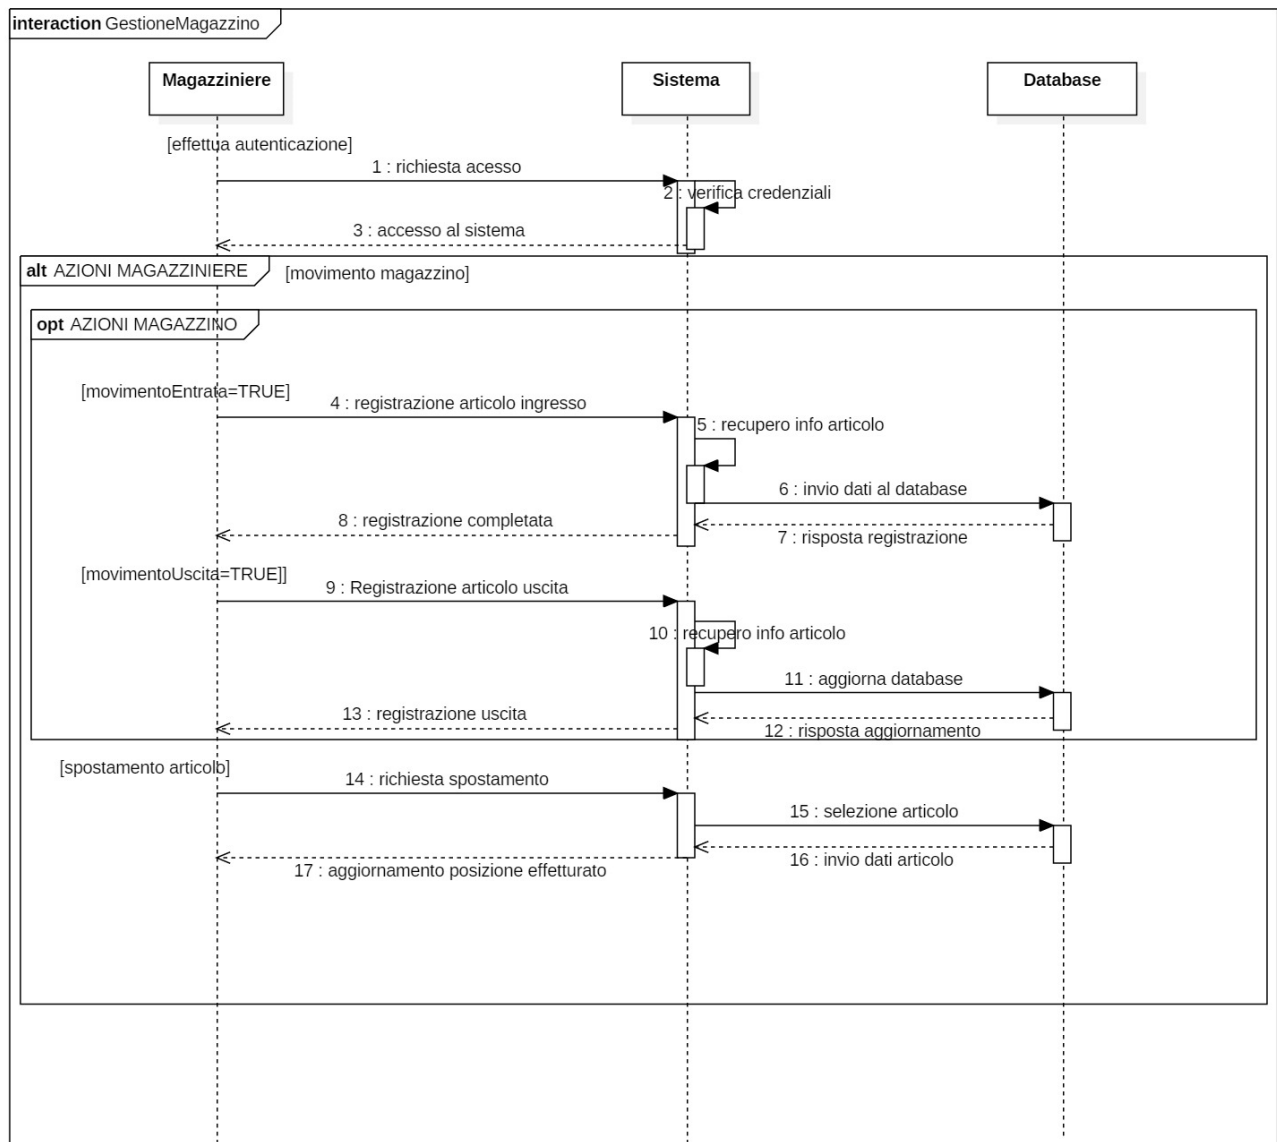 interaction GestioneMagazzino
Magazziniere
Sistema
Database
[effettua autenticazione]
1 : richiesta acesso
2 : verifica credenziali
3 : accesso al sistema
alt AZIONI MAGAZZINIERE
[movimento magazzino]
opt AZIONI MAGAZZINO
[movimentoEntrata=TRUE]
4 : registrazione articolo ingresso
5 : recupero info articolo
6 : invio dati al database
7 : risposta registrazione
8 : registrazione completata
[movimentoUscita=TRUE]]
9 : Registrazione articolo uscita
10 : recupero info articolo
11 : aggiorna database
12 : risposta aggiornamento
13 : registrazione uscita
[spostamento articolo]
14 : richiesta spostamento
15 : selezione articolo
16 : invio dati articolo
17 : aggiornamento posizione effetturato